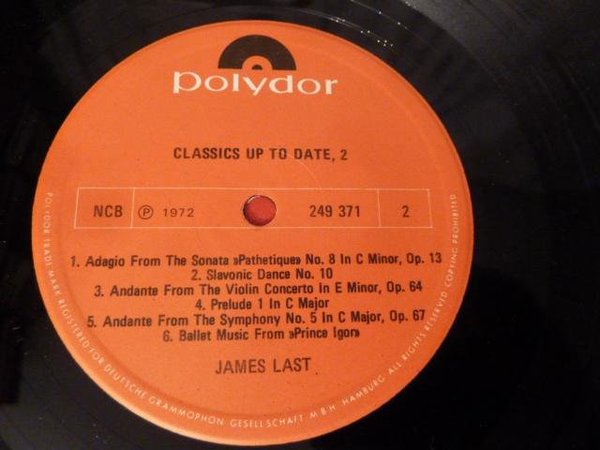 polydor
CLASSICS UP TO DATE, 2
NCB Ⓟ 1972 249 371 2
1. Adagio From The Sonata »Pathetique« No. 8 In C Minor, Op. 13
2. Slavonic Dance No. 10
3. Andante From The Violin Concerto In E Minor, Op. 64
4. Prelude 1 In C Major
5. Andante From The Symphony No. 5 In C Major, Op. 67
6. Ballet Music From »Prince Igor«
JAMES LAST
POLYDOR TRADE MARK REGISTERED FOR DEUTSCHE GRAMMOPHON GESELLSCHAFT M·B·H· HAMBURG ALL RIGHTS RESERVED COPYING PROHIBITED